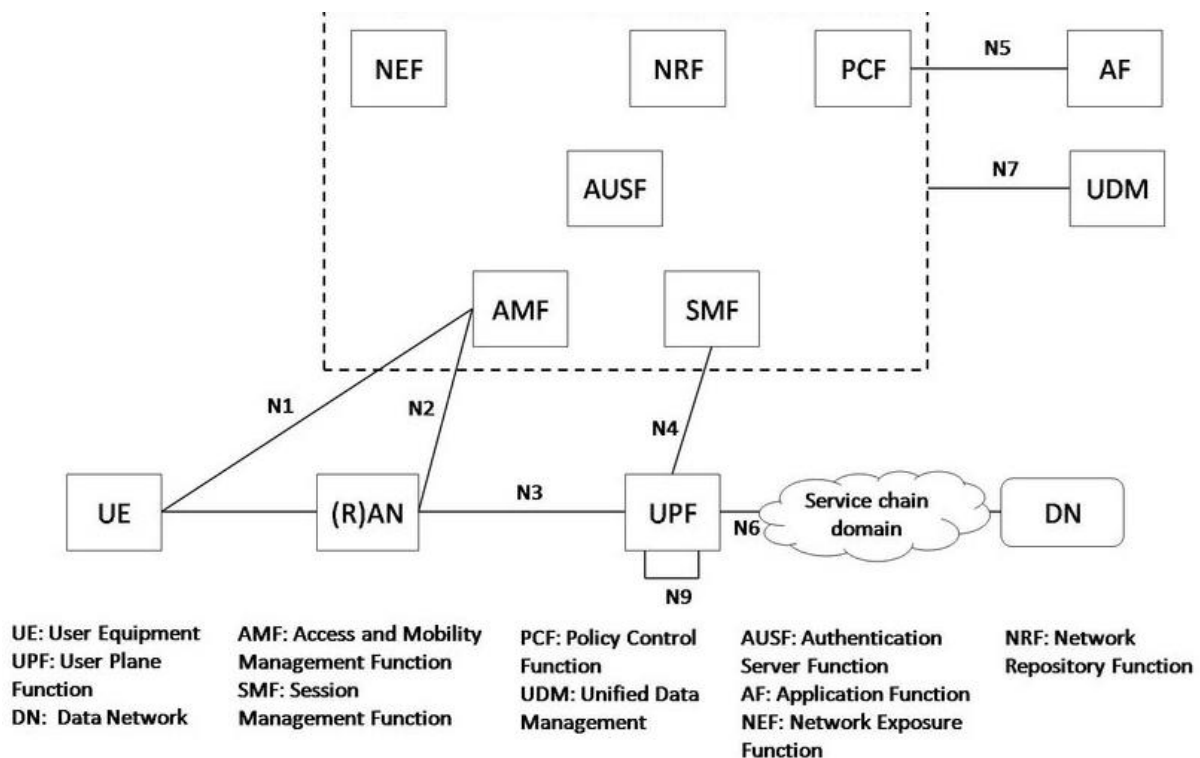 NEF
NRF
PCF
N5
AF
AUSF
N7
UDM
AMF
SMF
N1
N2
N4
UE
(R)AN
N3
UPF
N6
Service chain
domain
DN
N9
UE: User Equipment
UPF: User Plane
Function
DN: Data Network
AMF: Access and Mobility
Management Function
SMF: Session
Management Function
PCF: Policy Control
Function
UDM: Unified Data
Management
AUSF: Authentication
Server Function
AF: Application Function
NEF: Network Exposure
Function
NRF: Network
Repository Function